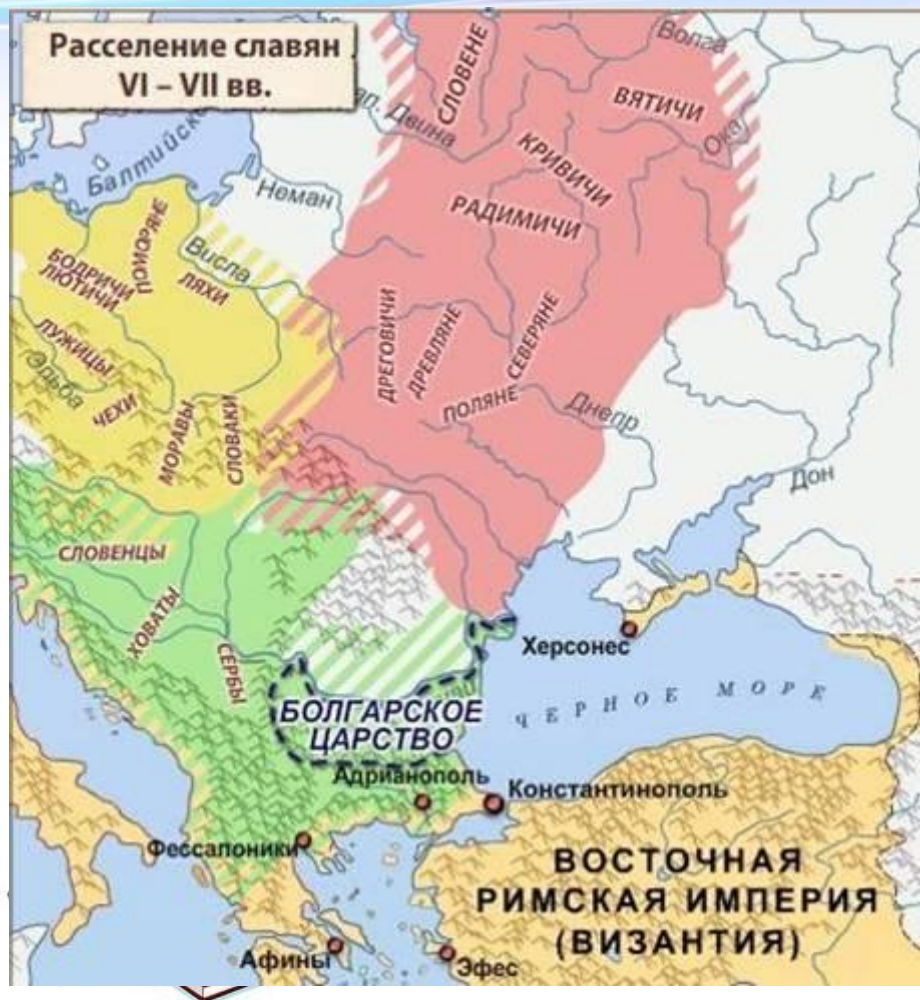 Расселение славян
VI – VII вв.
Волга
СЛОВЕНЕ
ВЯТИЧИ
Ока
Двина
КРИВИЧИ
Балтийско
Неман
РАДИМИЧИ
ПОМОРЯНЕ
Висла
БОДРИЧИ
ЛЮТИЧИ
ЛЯХИ
ЛУЖИЦЫ
Эльба
ДРЕГОВИЧИ
ДРЕВЛЯНЕ
СЕВЕРЯНЕ
ПОЛЯНЕ
Днепр
ЧЕХИ
МОРАВЫ
СЛОВАКИ
Дон
СЛОВЕНЦЫ
ХОВАТЫ
СЕРБЫ
Херсонес
БОЛГАРСКОЕ
ЦАРСТВО
ЧЕРНОЕ МОРЕ
Адрианополь
Константинополь
Фессалоники
ВОСТОЧНАЯ
РИМСКАЯ ИМПЕРИЯ
(ВИЗАНТИЯ)
Афины
Эфес